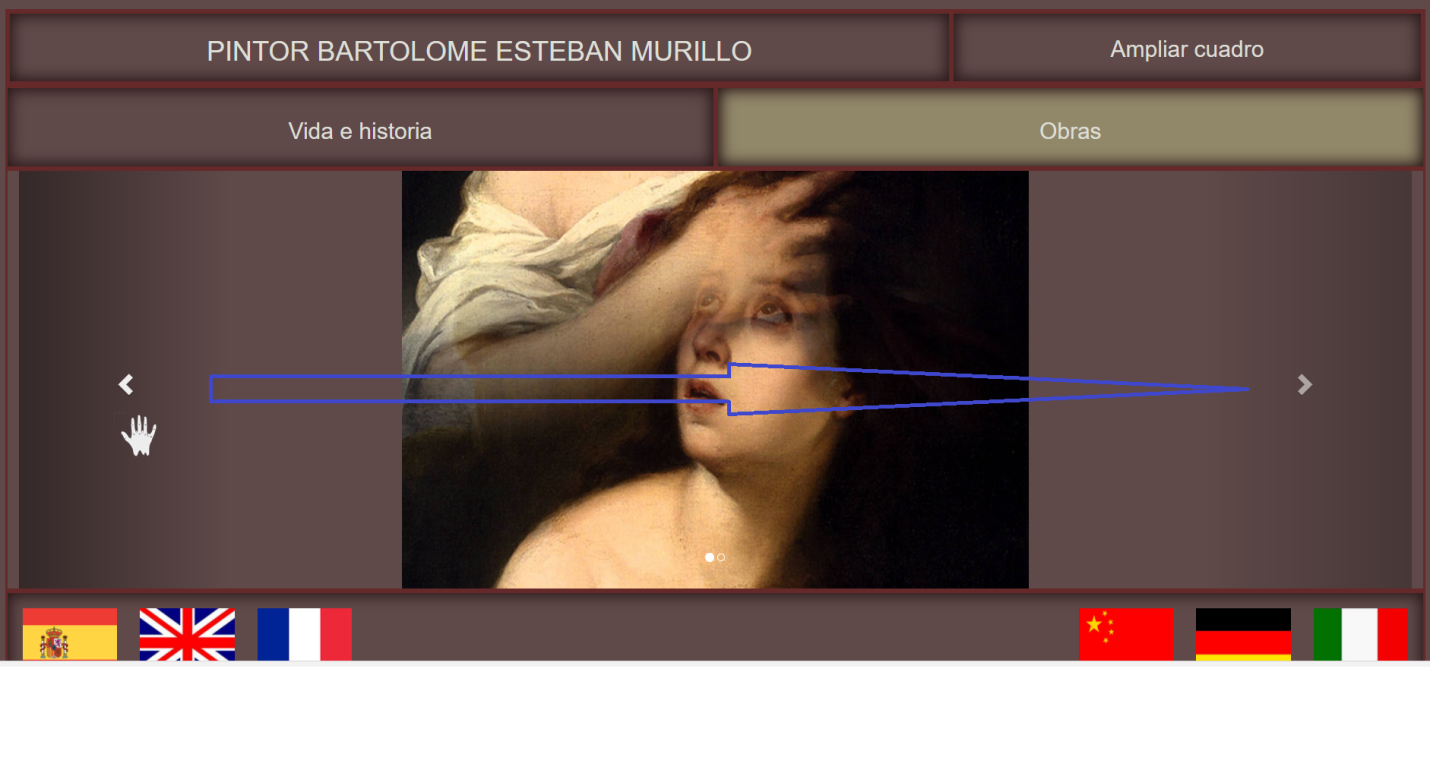 PINTOR BARTOLOME ESTEBAN MURILLO
Ampliar cuadro
Vida e historia
Obras